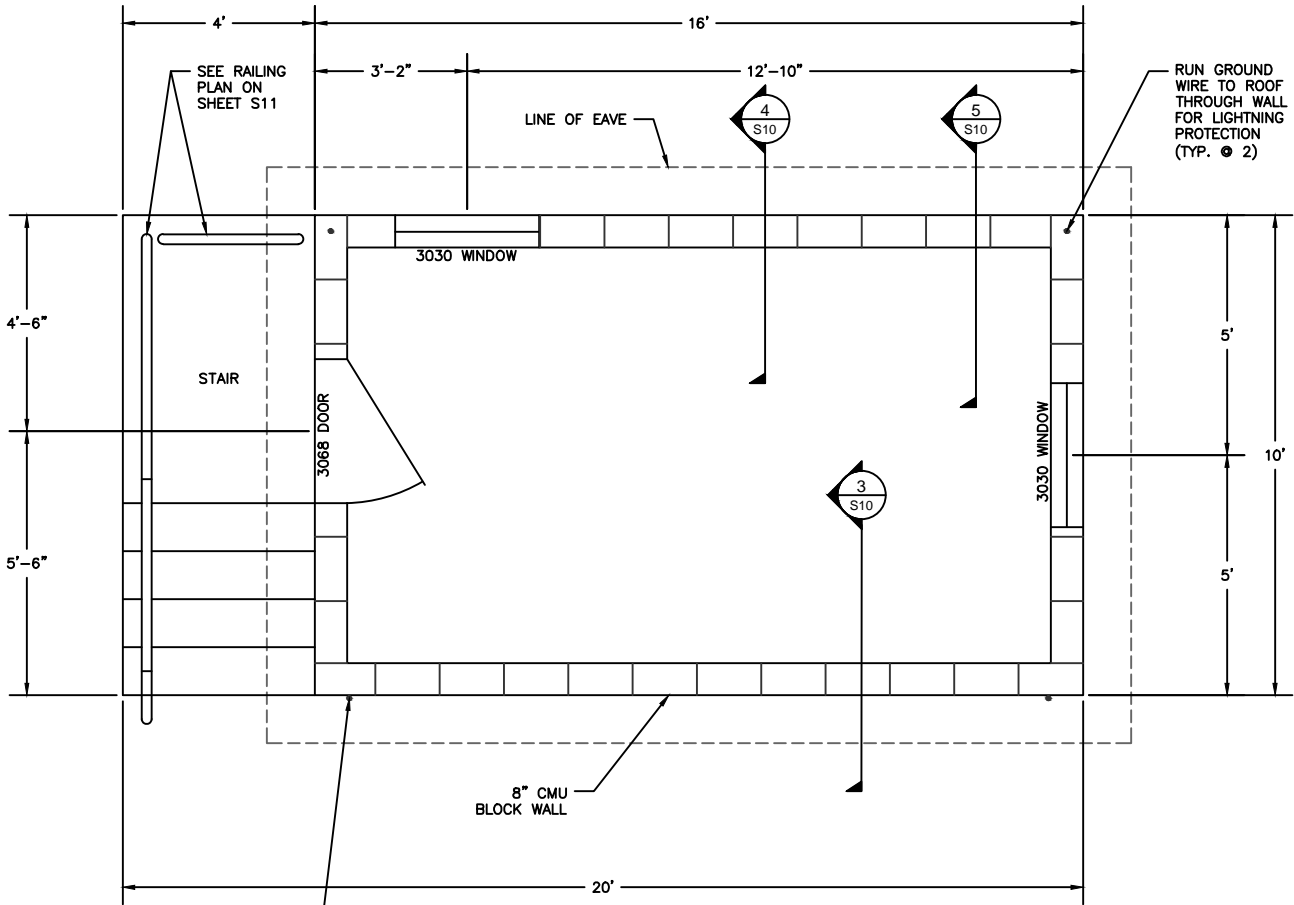 4'
16'
SEE RAILING
PLAN ON
SHEET S11
3'-2"
12'-10"
RUN GROUND
WIRE TO ROOF
THROUGH WALL
FOR LIGHTNING
PROTECTION
(TYP. @ 2)
LINE OF EAVE
4
S10
5
S10
3030 WINDOW
4'-6"
5'
STAIR
3068 DOOR
3030 WINDOW
10'
3
S10
5'-6"
5'
8" CMU
BLOCK WALL
20'